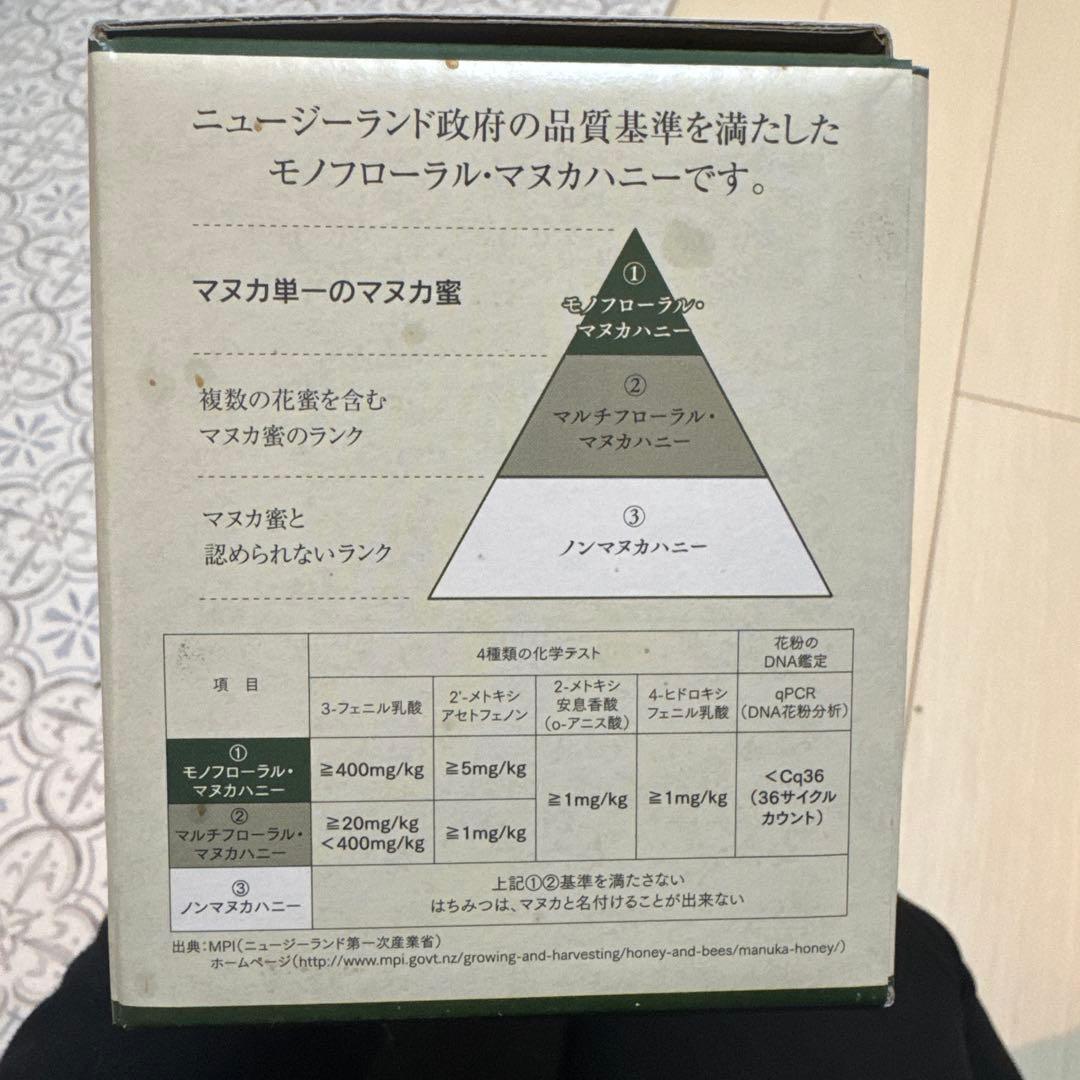 ニュージーランド政府の品質基準を満たした
モノフローラル・マヌカハニーです。
マヌカ単一のマヌカ蜜
①
モノフローラル・
マヌカハニー
複数の花蜜を含む
マヌカ蜜のランク
②
マルチフローラル・
マヌカハニー
マヌカ蜜と
認められないランク
③
ノンマヌカハニー
項 目
4種類の化学テスト
花粉の
DNA鑑定
3-フェニル乳酸
2'-メトキシ
アセトフェノン
2-メトキシ
安息香酸
(o-アニス酸)
4-ヒドロキシ
フェニル乳酸
qPCR
(DNA花粉分析)
①
モノフローラル・
マヌカハニー
≧400mg/kg
≧5mg/kg
≧1mg/kg
≧1mg/kg
<Cq36
(36サイクル
カウント)
②
マルチフローラル・
マヌカハニー
≧20mg/kg
<400mg/kg
≧1mg/kg
③
ノンマヌカハニー
上記①②基準を満たさない
はちみつは、マヌカと名付けることが出来ない
出典:MPI(ニュージーランド第一次産業省)
ホームページ(http://www.mpi.govt.nz/growing-and-harvesting/honey-and-bees/manuka-honey/)